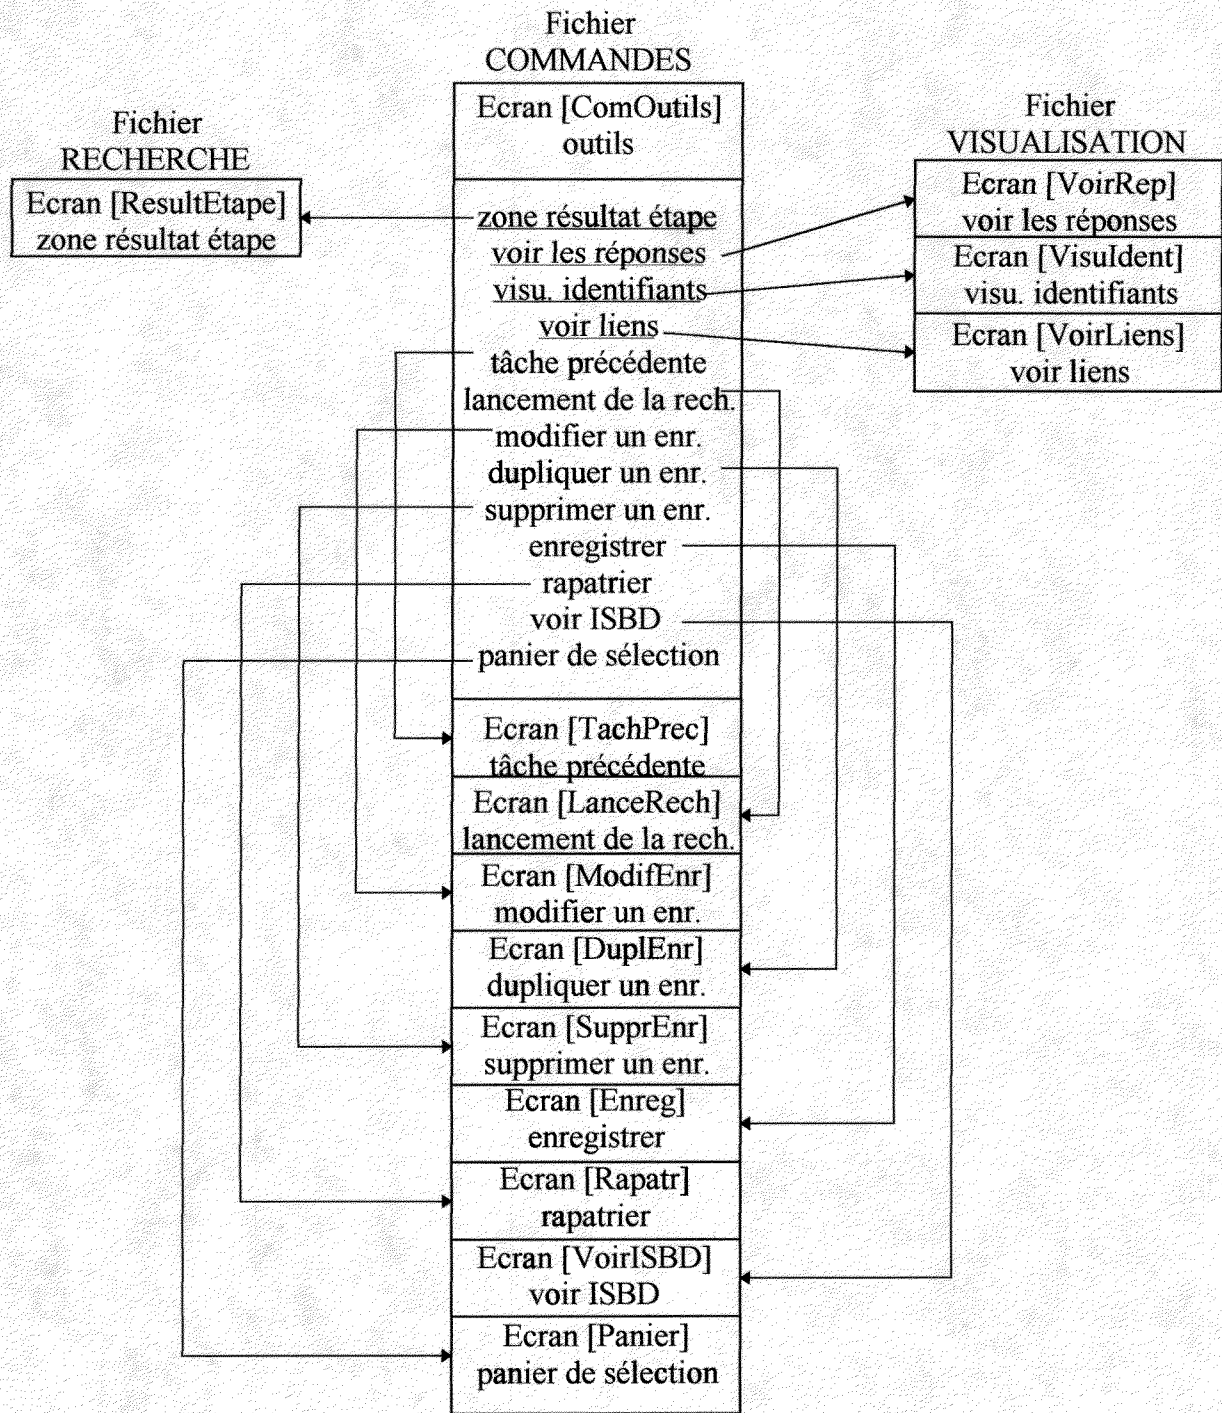 Fichier
COMMANDES
Ecran [ComOutils]
outils
Fichier
RECHERCHE
Ecran [ResultEtape]
zone résultat étape
Fichier
VISUALISATION
Ecran [VoirRep]
voir les réponses
Ecran [VisuIdent]
visu. identifiants
Ecran [VoirLiens]
voir liens
zone résultat étape
voir les réponses
visu. identifiants
voir liens
tâche précédente
lancement de la rech.
modifier un enr.
dupliquer un enr.
supprimer un enr.
enregistrer
rapatrier
voir ISBD
panier de sélection
Ecran [TachPrec]
tâche précédente
Ecran [LanceRech]
lancement de la rech.
Ecran [ModifEnr]
modifier un enr.
Ecran [DuplEnr]
dupliquer un enr.
Ecran [SupprEnr]
supprimer un enr.
Ecran [Enreg]
enregistrer
Ecran [Rapatr]
rapatrier
Ecran [VoirISBD]
voir ISBD
Ecran [Panier]
panier de sélection